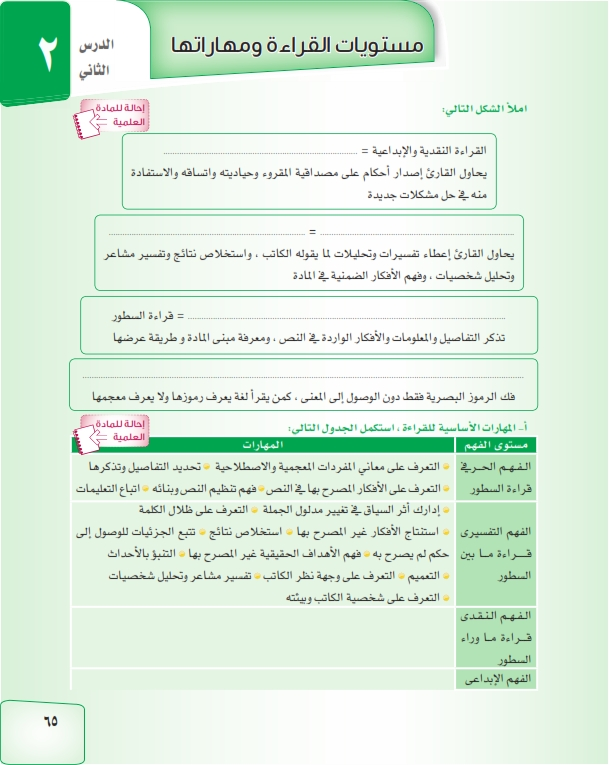 مستويات القراءة ومهاراتها
الدرس
الثاني
٢
املأ الشكل التالي:
إحالة للمادة
العلمية
القراءة النقدية والإبداعية = ................................................
يحاول القارئ إصدار أحكام على مصداقية المقروء وحياديته واتساقه والاستفادة
منه في حل مشكلات جديدة
................................................ = ................................................
يحاول القارئ إعطاء تفسيرات وتحليلات لما يقوله الكاتب ، واستخلاص نتائج وتفسير مشاعر
وتحليل شخصيات ، وفهم الأفكار الضمنية في المادة
................................................ = قراءة السطور
تذكر التفاصيل والمعلومات والأفكار الواردة في النص ، ومعرفة مبنى المادة و طريقة عرضها
................................................
فك الرموز البصرية فقط دون الوصول إلى المعنى ، كمن يقرأ لغة يعرف رموزها ولا يعرف معجمها
أ- المهارات الأساسية للقراءة ، استكمل الجدول التالي:
إحالة للمادة
العلمية
مستوى الفهم
المهارات
الفهم الحرفي
قراءة السطور
• التعرف على معاني المفردات المعجمية والاصطلاحية • تحديد التفاصيل وتذكرها
• التعرف على الأفكار المصرح بها في النص • فهم تنظيم النص وبنائه • اتباع التعليمات
الفهم التفسيرى
قراءة ما بين
السطور
• إدراك أثر السياق في تغيير مدلول الجملة • التعرف على ظلال الكلمة
• استنتاج الأفكار غير المصرح بها • استخلاص نتائج • تتبع الجزئيات للوصول إلى
حكم لم يصرح به • فهم الأهداف الحقيقية غير المصرح بها • التنبؤ بالأحداث
• التعميم • التعرف على وجهة نظر الكاتب • تفسير مشاعر وتحليل شخصيات
• التعرف على شخصية الكاتب وبيئته
الفهم النقدى
قراءة ما وراء
السطور
الفهم الإبداعى
٦٥